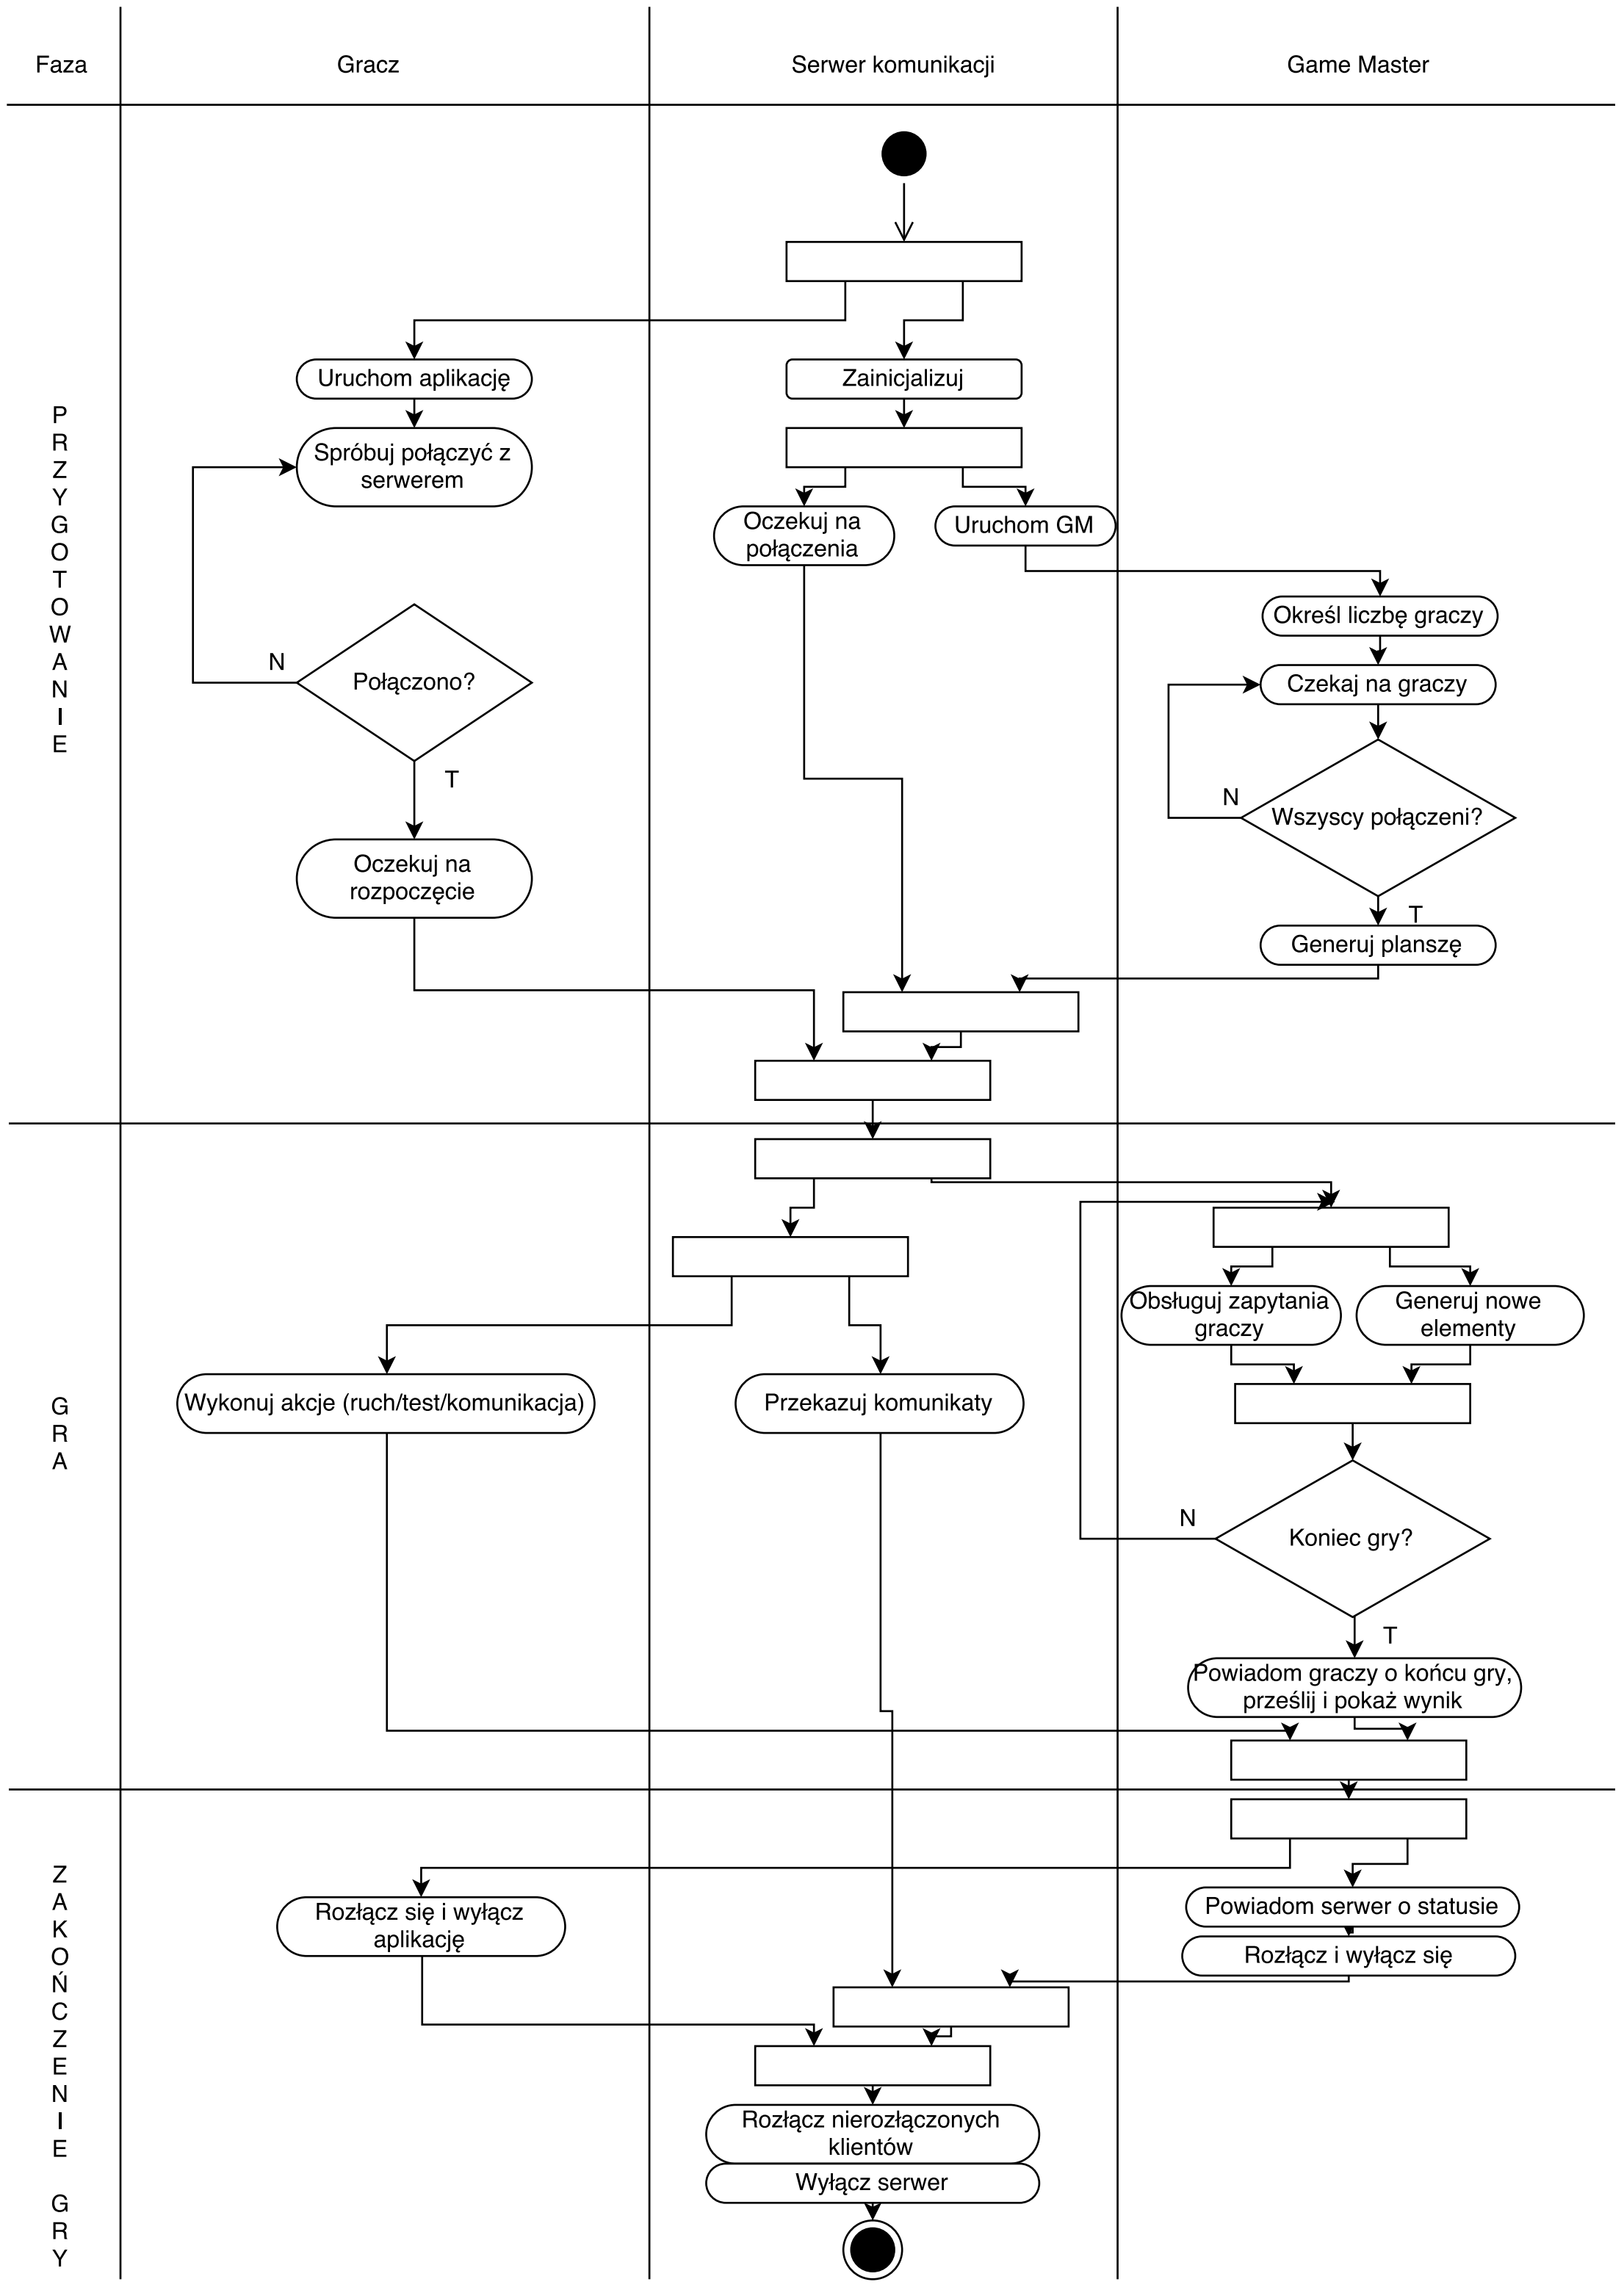 Faza
Gracz
Serwer komunikacji
Game Master
P
R
Z
Y
G
O
T
O
W
A
N
I
E
Uruchom aplikację
Zainicjalizuj
Spróbuj połączyć z
serwerem
Oczekuj na
połączenia
Uruchom GM
Określ liczbę graczy
Czekaj na graczy
N
Połączono?
T
N
Wszyscy połączeni?
T
Oczekuj na
rozpoczęcie
Generuj planszę
G
R
A
Obsługuj zapytania
graczy
Generuj nowe
elementy
Wykonuj akcje (ruch/test/komunikacja)
Przekazuj komunikaty
N
Koniec gry?
T
Powiadom graczy o końcu gry,
prześlij i pokaż wynik
Z
A
K
O
Ń
C
Z
E
N
I
E
G
R
Y
Rozłącz się i wyłącz
aplikację
Powiadom serwer o statusie
Rozłącz i wyłącz się
Rozłącz nierozłączonych
klientów
Wyłącz serwer